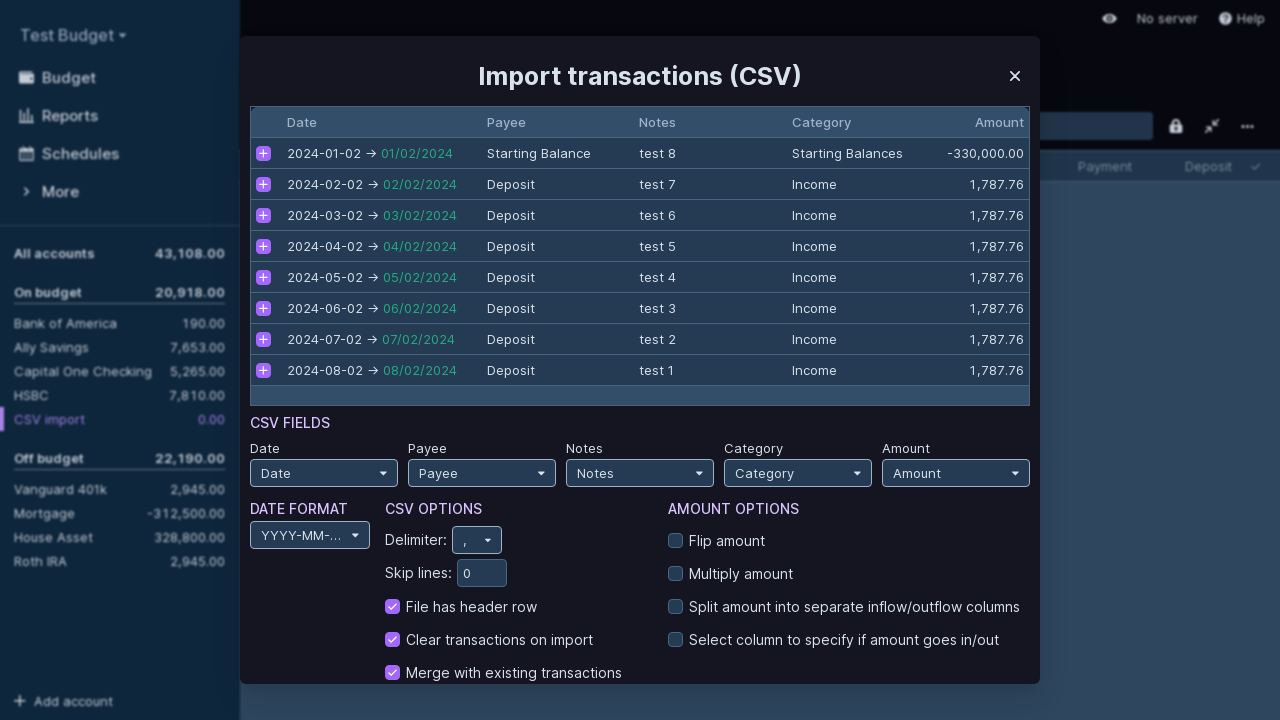 Test Budget
Budget
Reports
Schedules
More
All accounts 43,108.00
On budget 20,918.00
Bank of America 190.00
Ally Savings 7,653.00
Capital One Checking 5,265.00
HSBC 7,810.00
CSV import 0.00
Off budget 22,190.00
Vanguard 401k 2,945.00
Mortgage -312,500.00
House Asset 328,800.00
Roth IRA 2,945.00
Add account
No server Help
Payment Deposit
Import transactions (CSV)
Date Payee Notes Category Amount
2024-01-02 → 01/02/2024 Starting Balance test 8 Starting Balances -330,000.00
2024-02-02 → 02/02/2024 Deposit test 7 Income 1,787.76
2024-03-02 → 03/02/2024 Deposit test 6 Income 1,787.76
2024-04-02 → 04/02/2024 Deposit test 5 Income 1,787.76
2024-05-02 → 05/02/2024 Deposit test 4 Income 1,787.76
2024-06-02 → 06/02/2024 Deposit test 3 Income 1,787.76
2024-07-02 → 07/02/2024 Deposit test 2 Income 1,787.76
2024-08-02 → 08/02/2024 Deposit test 1 Income 1,787.76
CSV FIELDS
Date Payee Notes Category Amount
Date Payee Notes Category Amount
DATE FORMAT
YYYY-MM-...
CSV OPTIONS
Delimiter: ,
Skip lines: 0
File has header row
Clear transactions on import
Merge with existing transactions
AMOUNT OPTIONS
Flip amount
Multiply amount
Split amount into separate inflow/outflow columns
Select column to specify if amount goes in/out